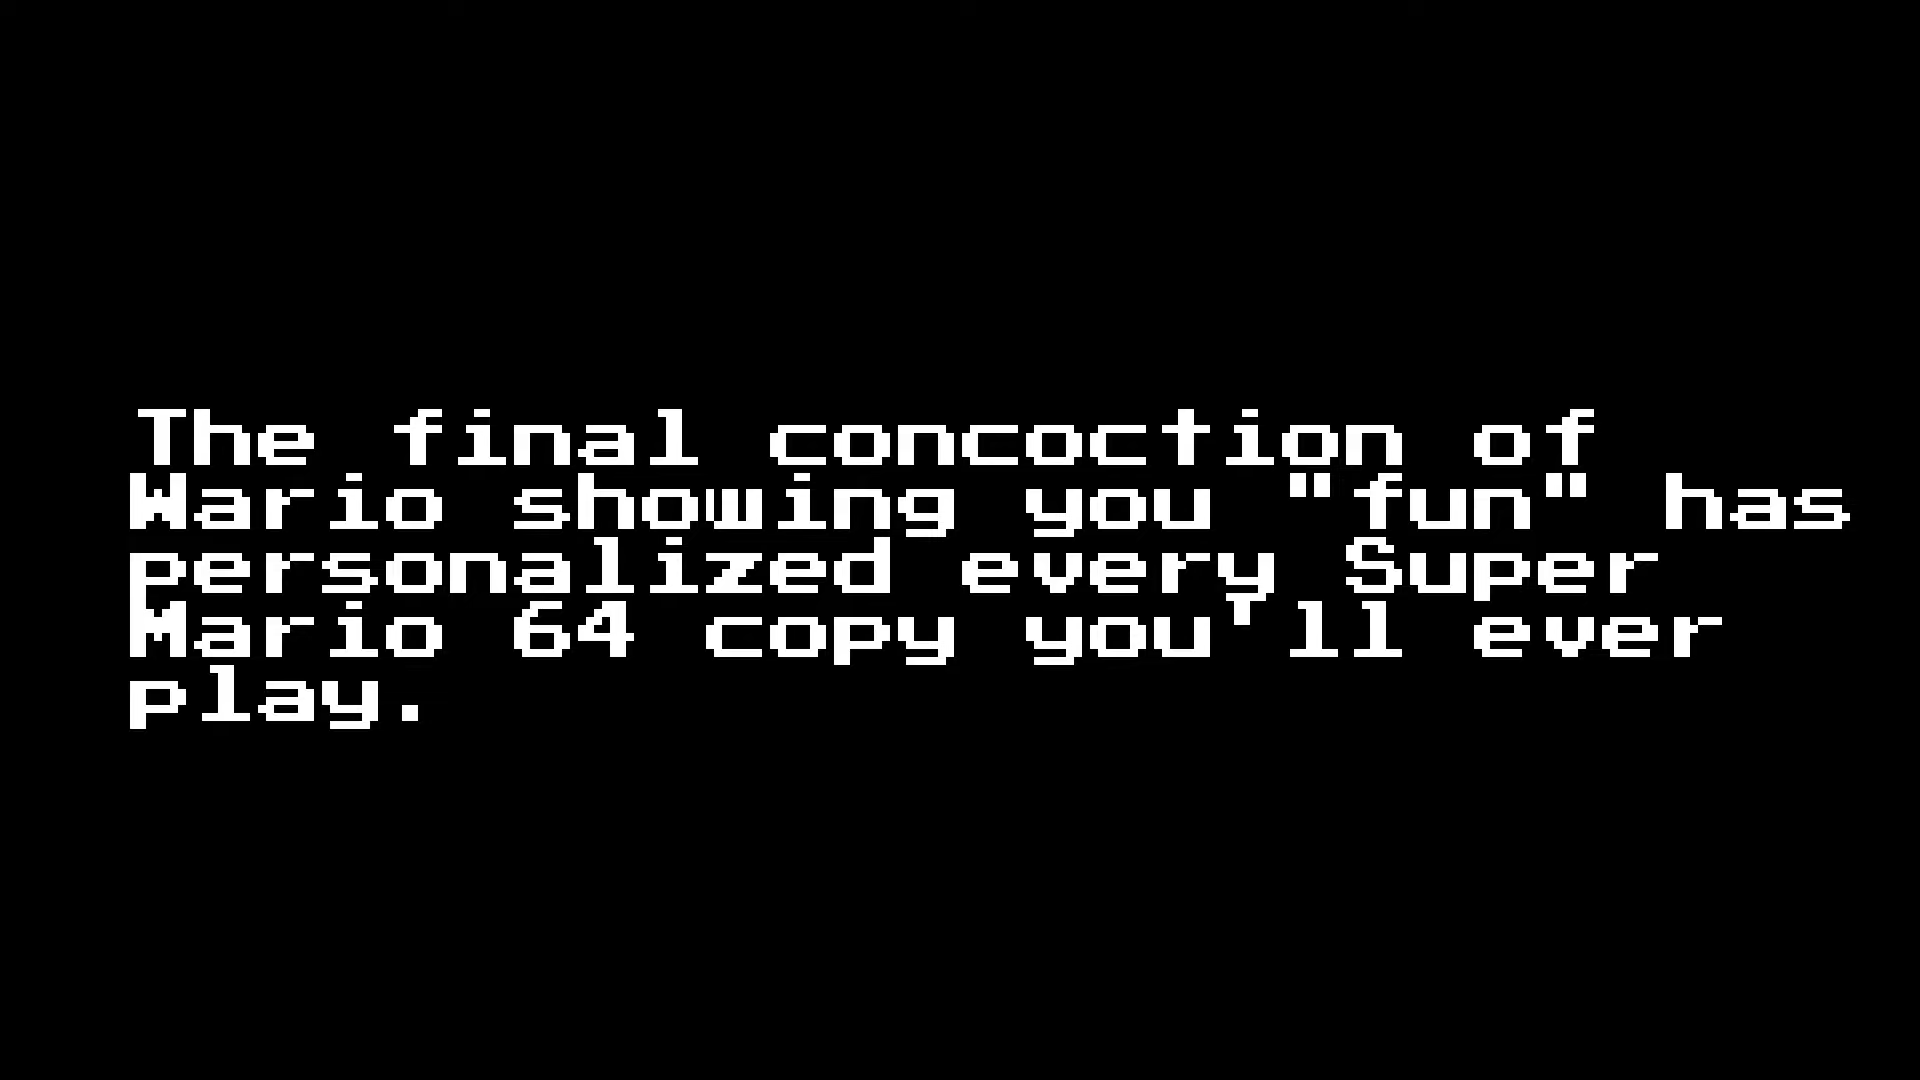 The final concoction of
Wario showing you "fun" has
personalized every Super
Mario 64 copy you'll ever
play.